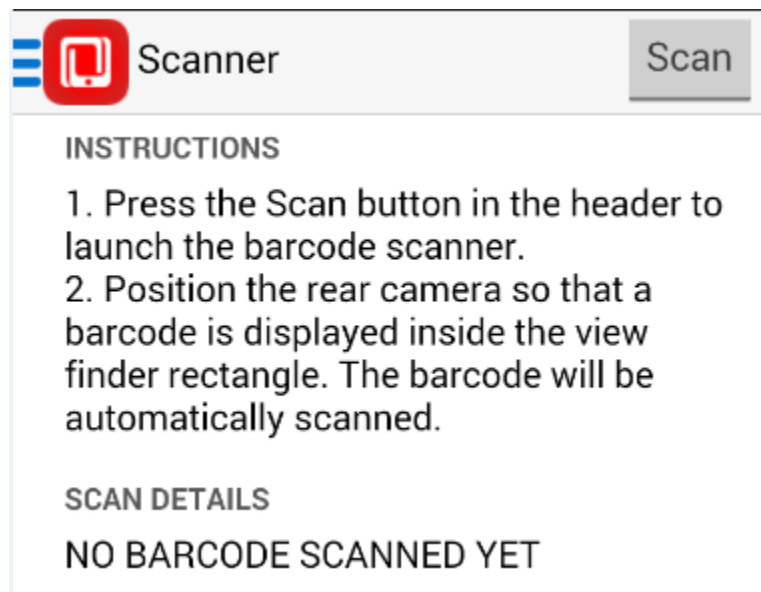 Scanner
Scan
INSTRUCTIONS
1. Press the Scan button in the header to
launch the barcode scanner.
2. Position the rear camera so that a
barcode is displayed inside the view
finder rectangle. The barcode will be
automatically scanned.
SCAN DETAILS
NO BARCODE SCANNED YET